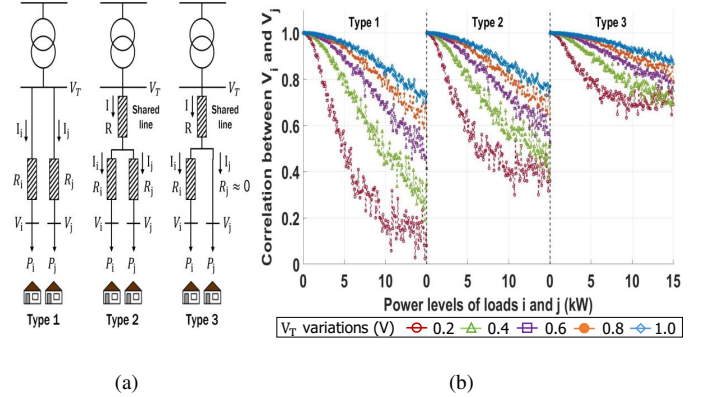 V_T
I_i
I_j
R_i
R_j
V_i
V_j
P_i
P_j
Type 1
V_T
I
R
Shared
line
I_i
I_j
R_i
R_j
V_i
V_j
P_i
P_j
Type 2
V_T
I
R
Shared
line
I_i
I_j
R_i
R_j ≈ 0
V_i
V_j
P_i
P_j
Type 3
(a)
Correlation between V_i and V_j
1.0
0.8
0.6
0.4
0.2
0
Type 1
Type 2
Type 3
0 5 10 0 5 10 0 5 10 15
Power levels of loads i and j (kW)
V_T variations (V) 0.2 0.4 0.6 0.8 1.0
(b)